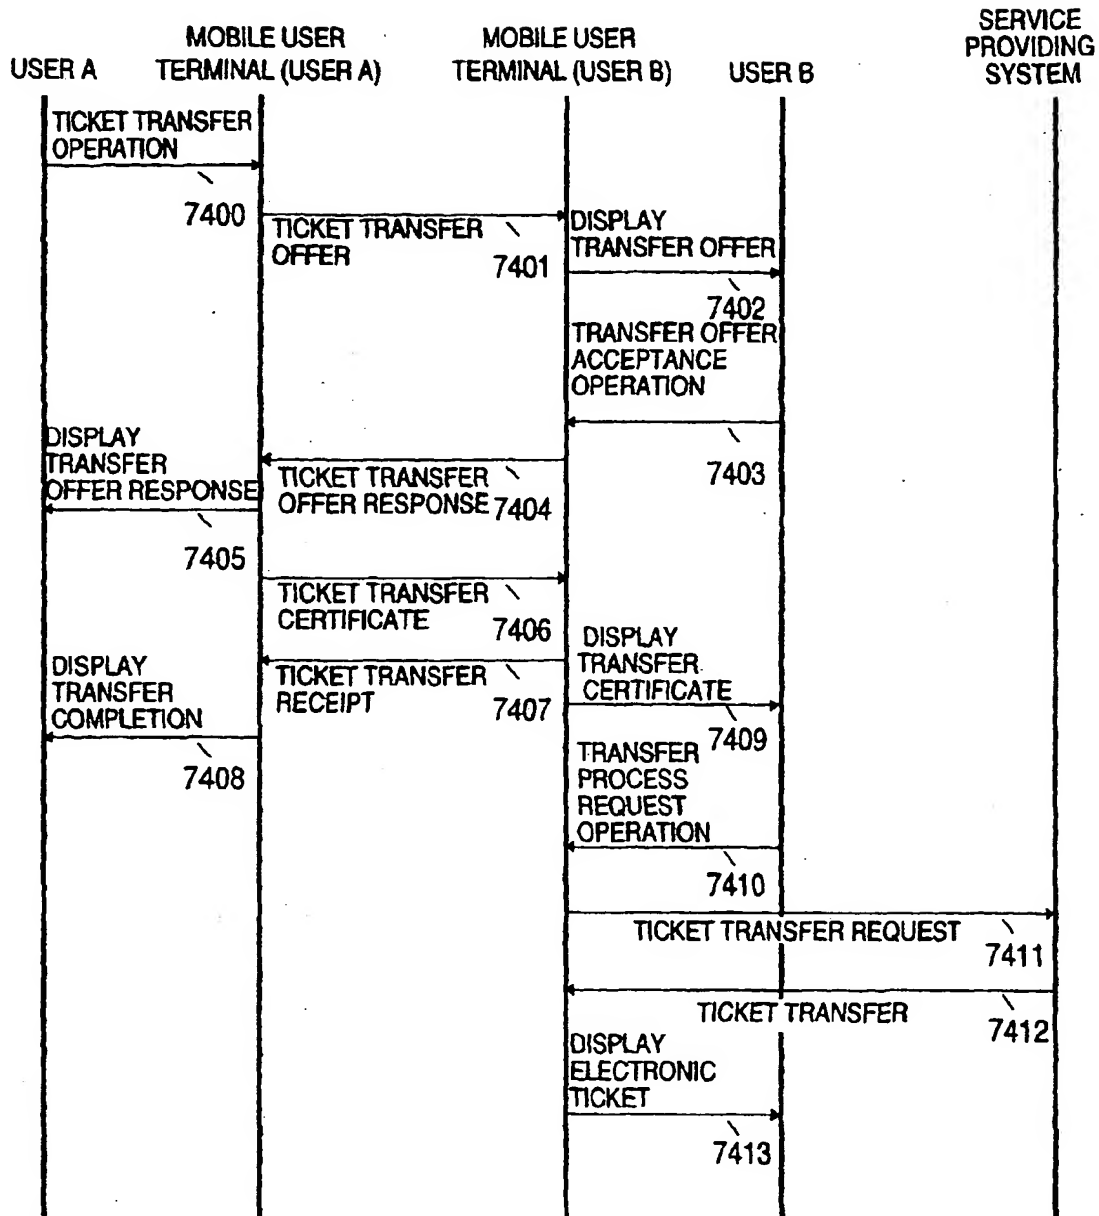 USER A
MOBILE USER
TERMINAL (USER A)
MOBILE USER
TERMINAL (USER B)
USER B
SERVICE
PROVIDING
SYSTEM
TICKET TRANSFER
OPERATION
7400
TICKET TRANSFER
OFFER
7401
DISPLAY
TRANSFER OFFER
7402
TRANSFER OFFER
ACCEPTANCE
OPERATION
7403
TICKET TRANSFER
OFFER RESPONSE
7404
DISPLAY
TRANSFER
OFFER RESPONSE
7405
TICKET TRANSFER
CERTIFICATE
7406
TICKET TRANSFER
RECEIPT
7407
DISPLAY
TRANSFER
COMPLETION
7408
DISPLAY
TRANSFER
CERTIFICATE
7409
TRANSFER
PROCESS
REQUEST
OPERATION
7410
TICKET TRANSFER REQUEST
7411
TICKET TRANSFER
7412
DISPLAY
ELECTRONIC
TICKET
7413